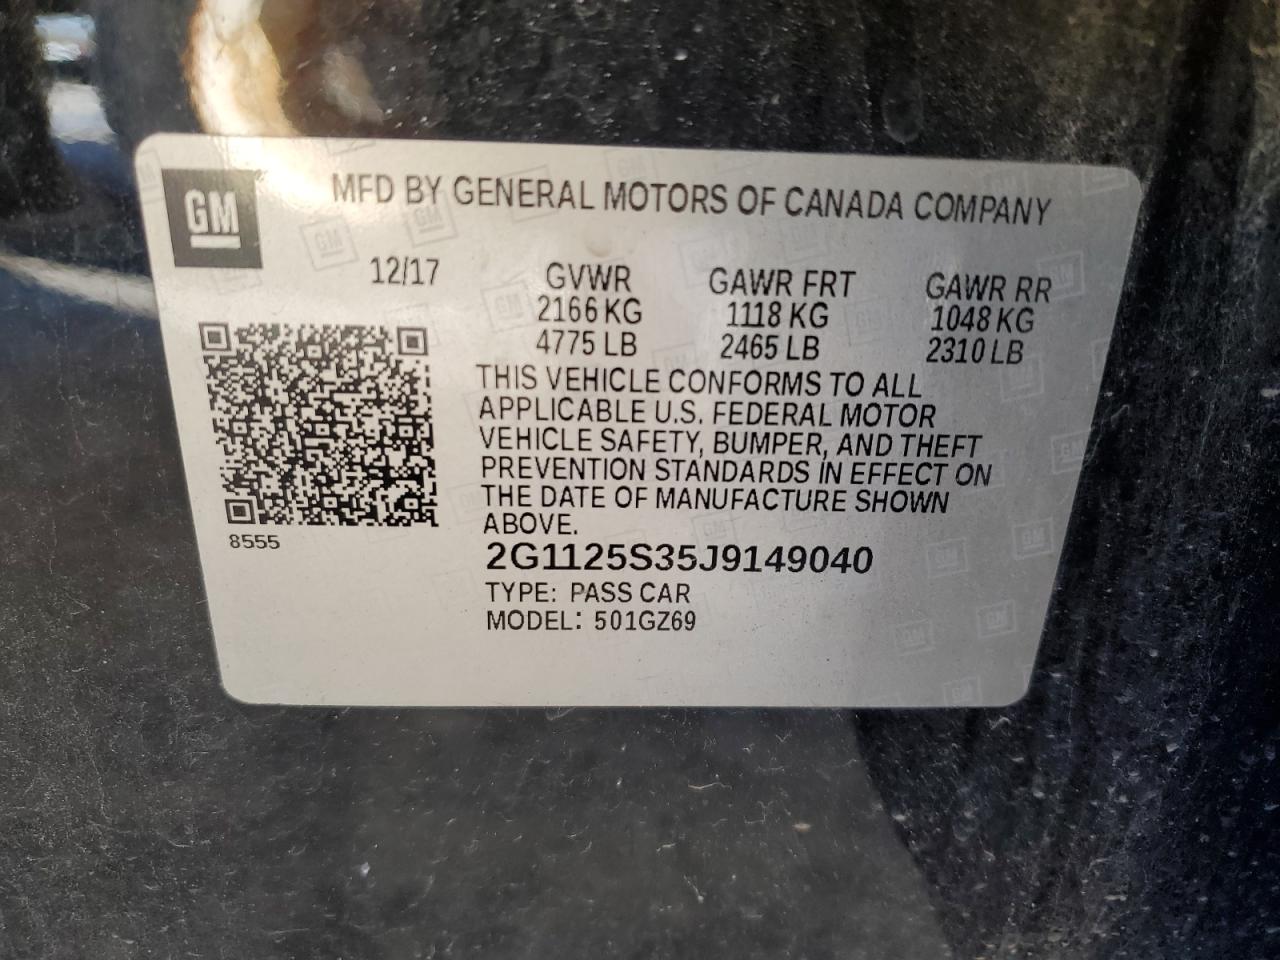 GM
MFD BY GENERAL MOTORS OF CANADA COMPANY
12/17
GVWR GAWR FRT GAWR RR
2166 KG 1118 KG 1048 KG
4775 LB 2465 LB 2310 LB
THIS VEHICLE CONFORMS TO ALL
APPLICABLE U.S. FEDERAL MOTOR
VEHICLE SAFETY, BUMPER, AND THEFT
PREVENTION STANDARDS IN EFFECT ON
THE DATE OF MANUFACTURE SHOWN
ABOVE.
8555
2G1125S35J9149040
TYPE: PASS CAR
MODEL: 501GZ69